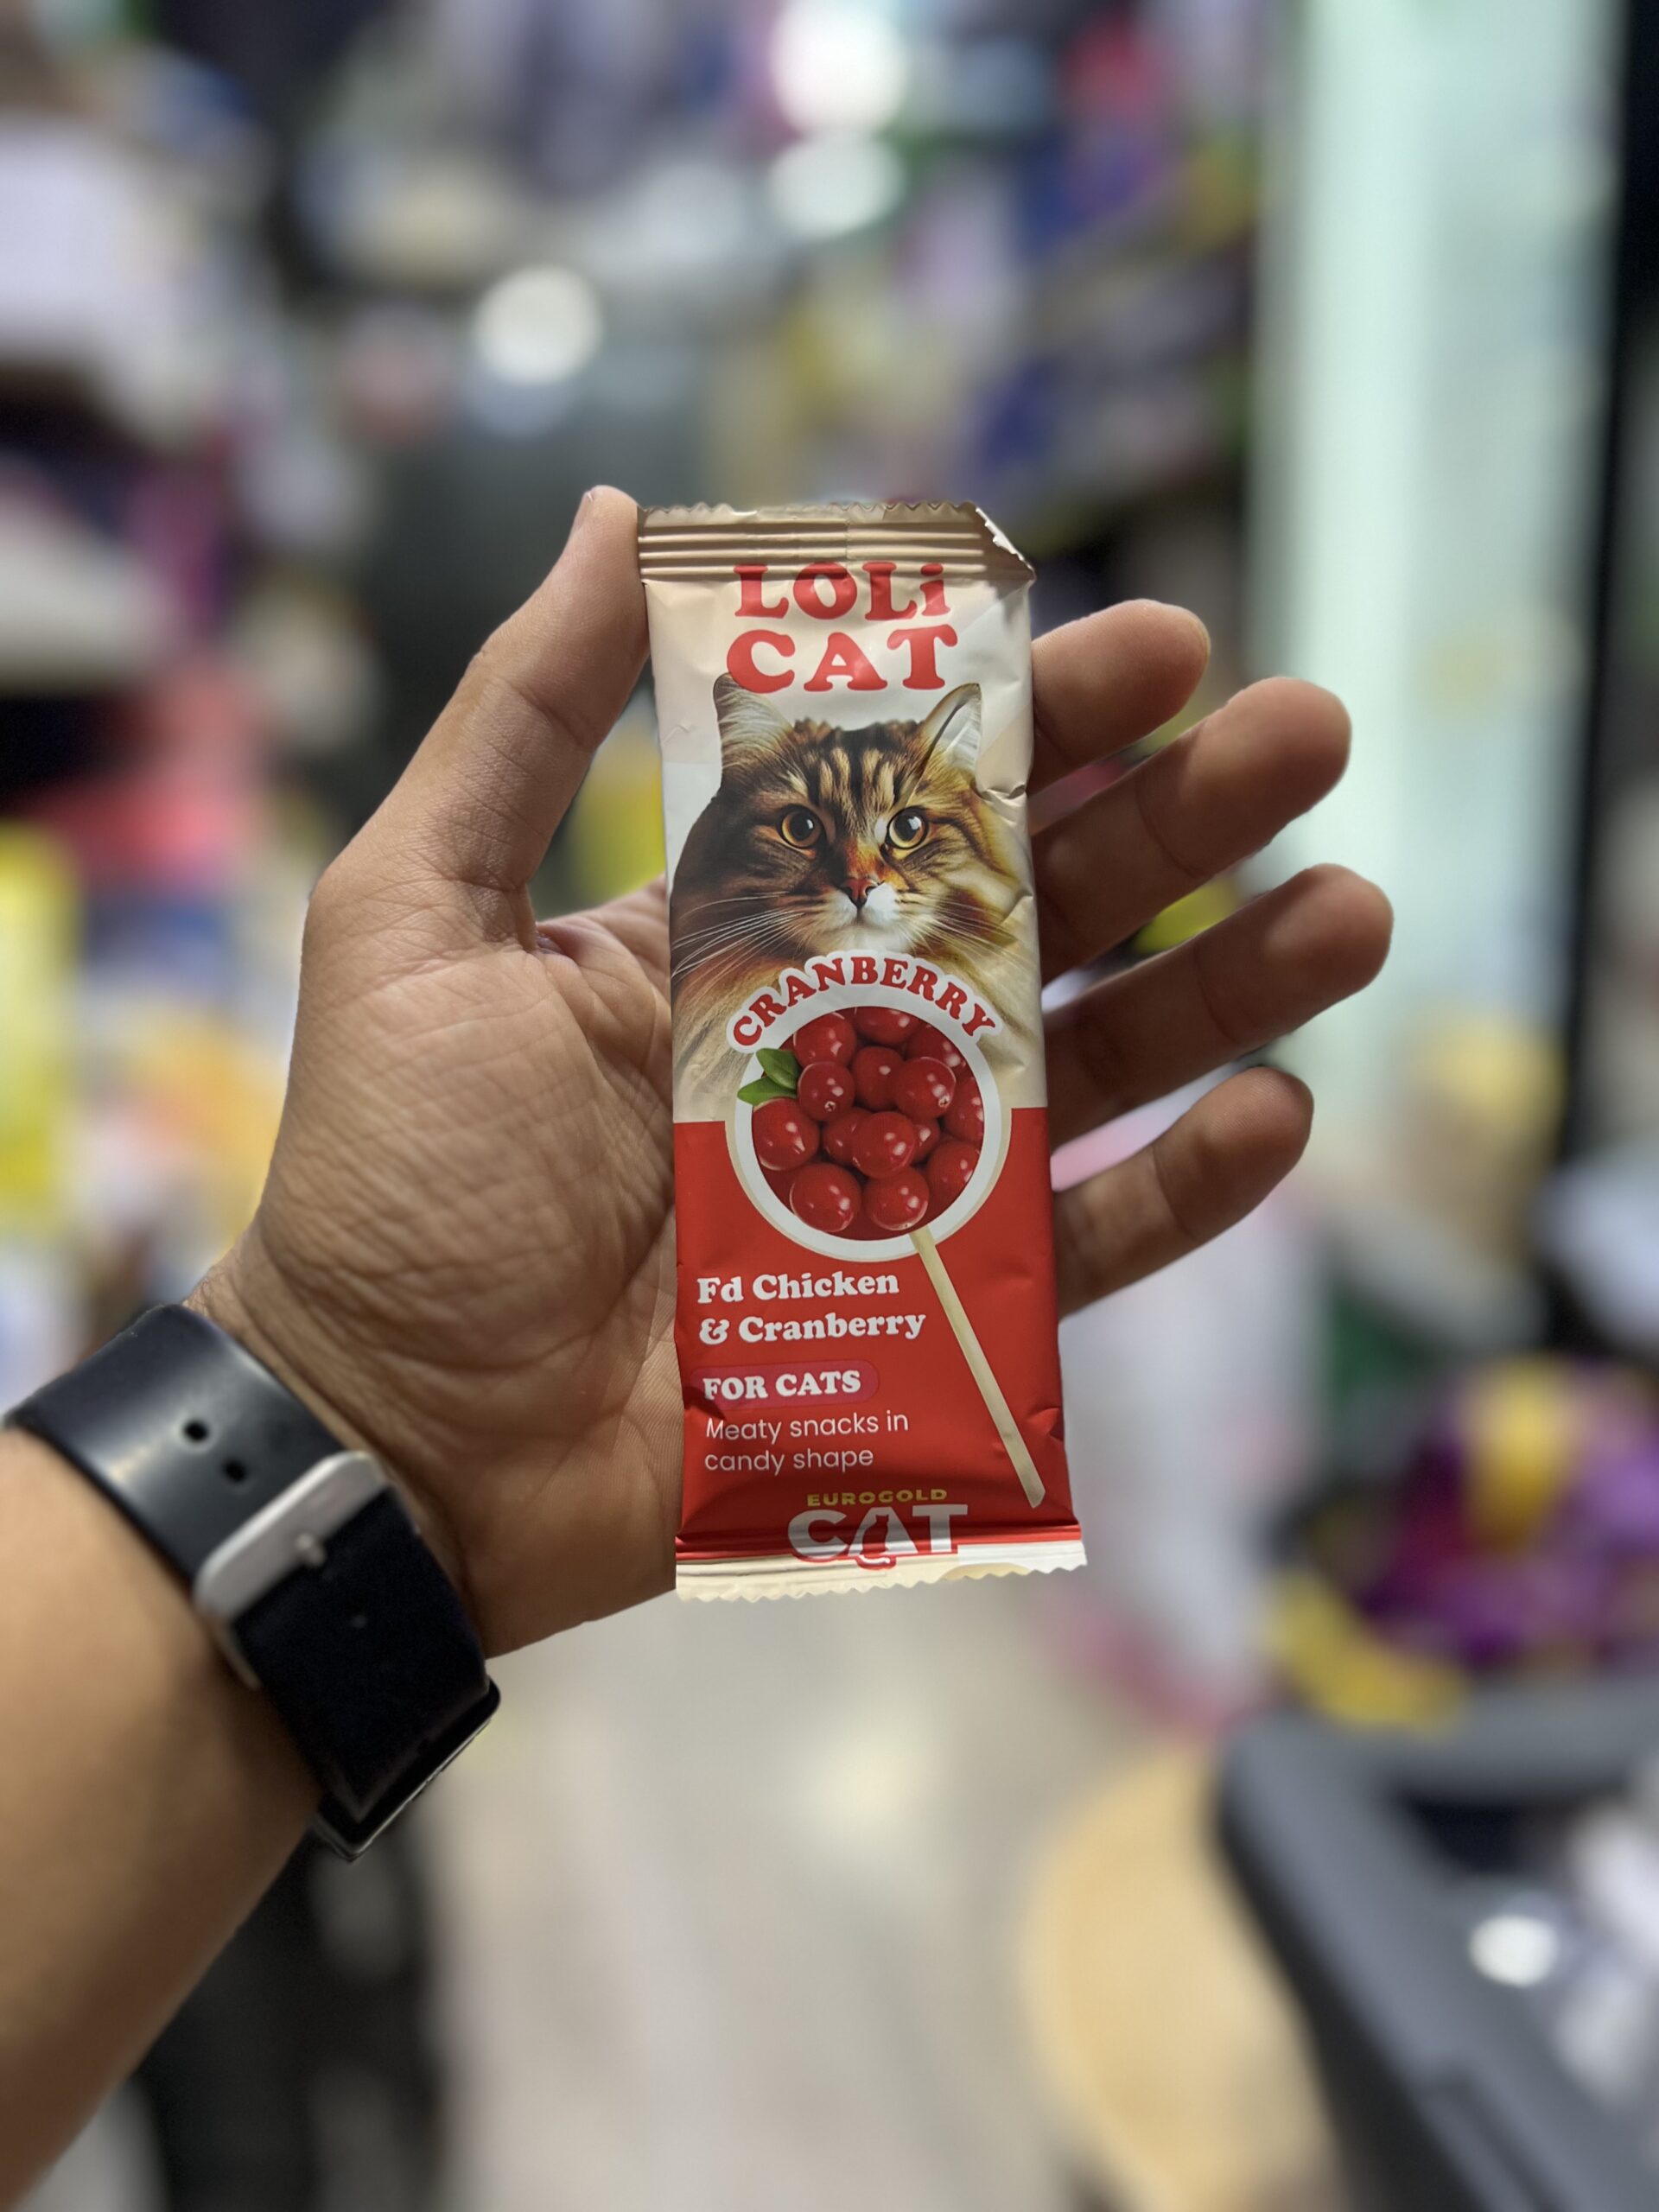 LOLi
CAT
CRANBERRY
Fd Chicken
& Cranberry
FOR CATS
Meaty snacks in
candy shape
EUROGOLD
CAT